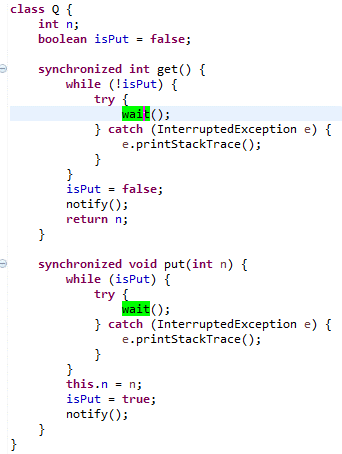 class Q {
    int n;
    boolean isPut = false;

    synchronized int get() {
        while (!isPut) {
            try {
                wait();
            } catch (InterruptedException e) {
                e.printStackTrace();
            }
        }
        isPut = false;
        notify();
        return n;
    }

    synchronized void put(int n) {
        while (isPut) {
            try {
                wait();
            } catch (InterruptedException e) {
                e.printStackTrace();
            }
        }
        this.n = n;
        isPut = true;
        notify();
    }
}